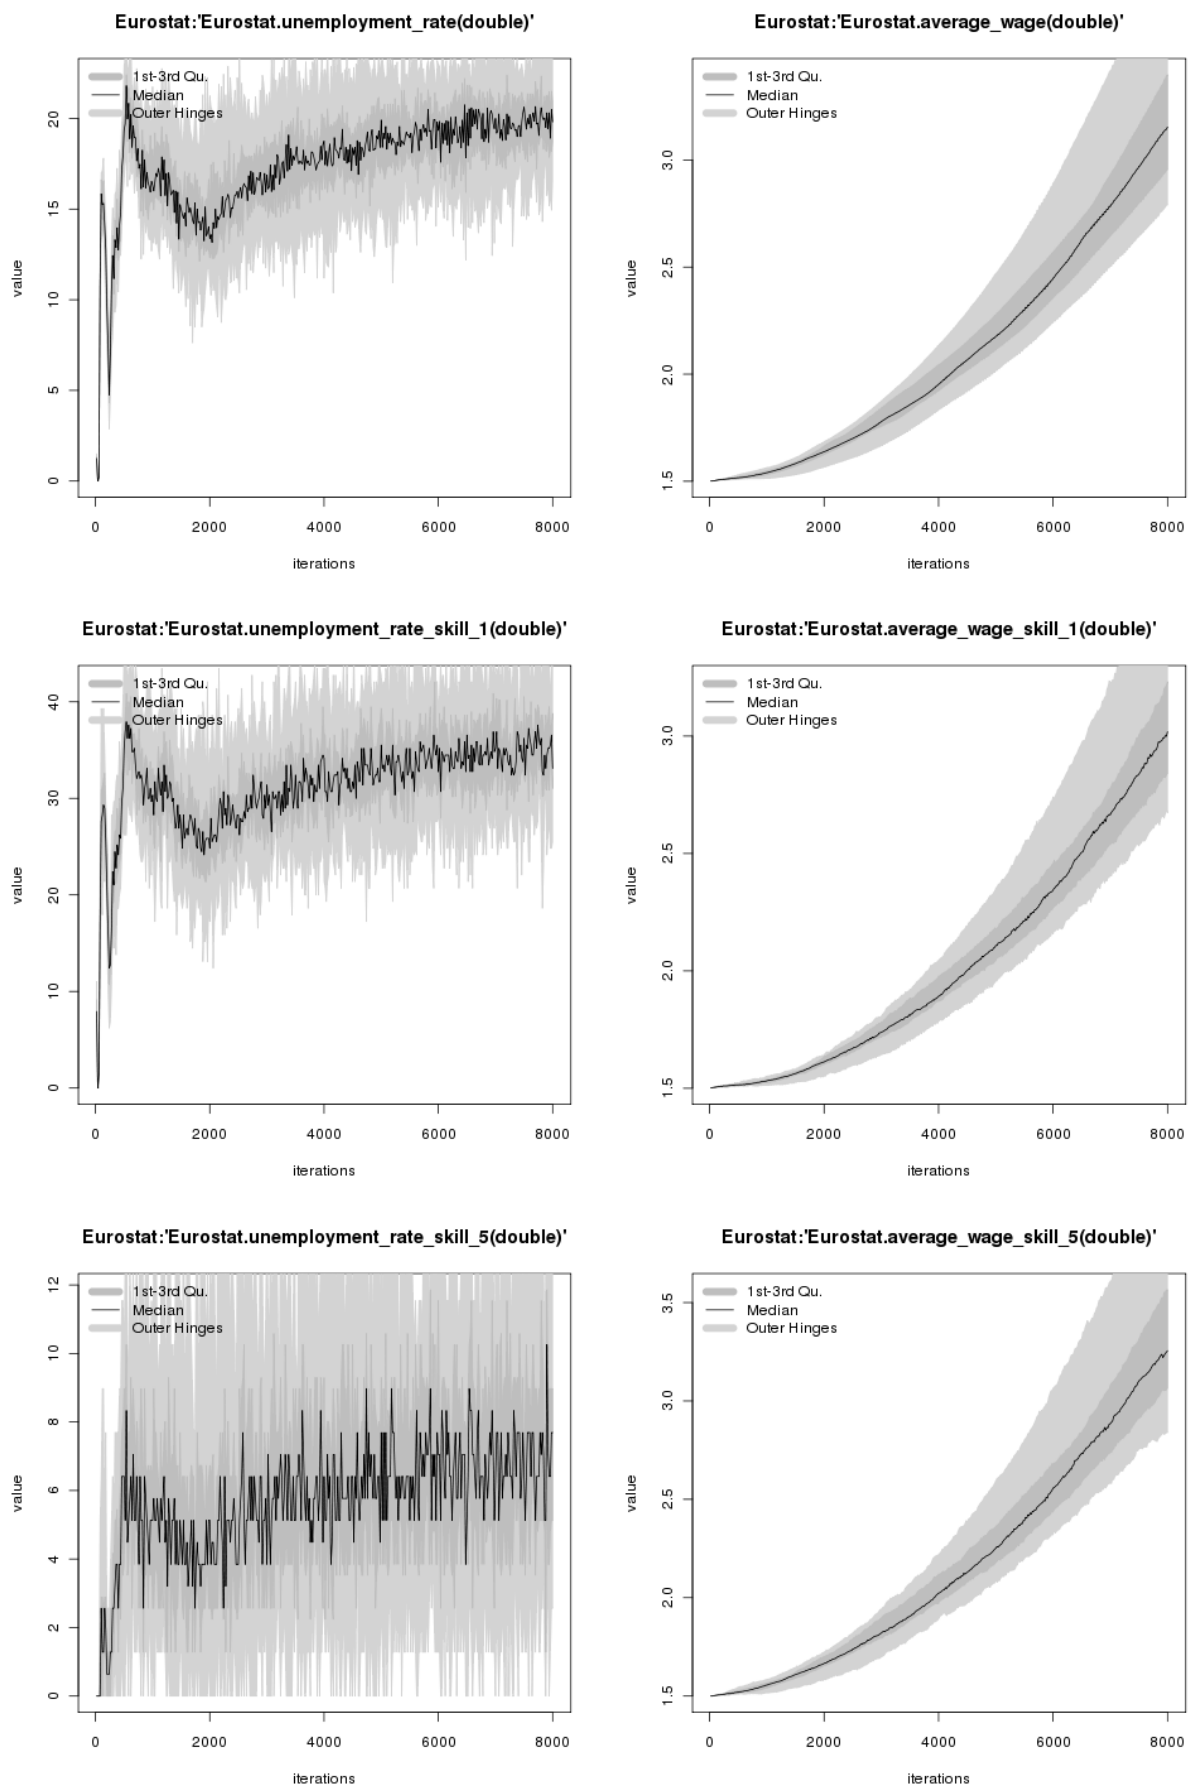 Eurostat:'Eurostat.unemployment_rate(double)'
1st-3rd Qu.
Median
Outer Hinges
value
20
15
10
5
0
0 2000 4000 6000 8000
iterations
Eurostat:'Eurostat.average_wage(double)'
1st-3rd Qu.
Median
Outer Hinges
value
3.0
2.5
2.0
1.5
0 2000 4000 6000 8000
iterations
Eurostat:'Eurostat.unemployment_rate_skill_1(double)'
1st-3rd Qu.
Median
Outer Hinges
value
40
30
20
10
0
0 2000 4000 6000 8000
iterations
Eurostat:'Eurostat.average_wage_skill_1(double)'
1st-3rd Qu.
Median
Outer Hinges
value
3.0
2.5
2.0
1.5
0 2000 4000 6000 8000
iterations
Eurostat:'Eurostat.unemployment_rate_skill_5(double)'
1st-3rd Qu.
Median
Outer Hinges
value
12
10
8
6
4
2
0
0 2000 4000 6000 8000
iterations
Eurostat:'Eurostat.average_wage_skill_5(double)'
1st-3rd Qu.
Median
Outer Hinges
value
3.5
3.0
2.5
2.0
1.5
0 2000 4000 6000 8000
iterations